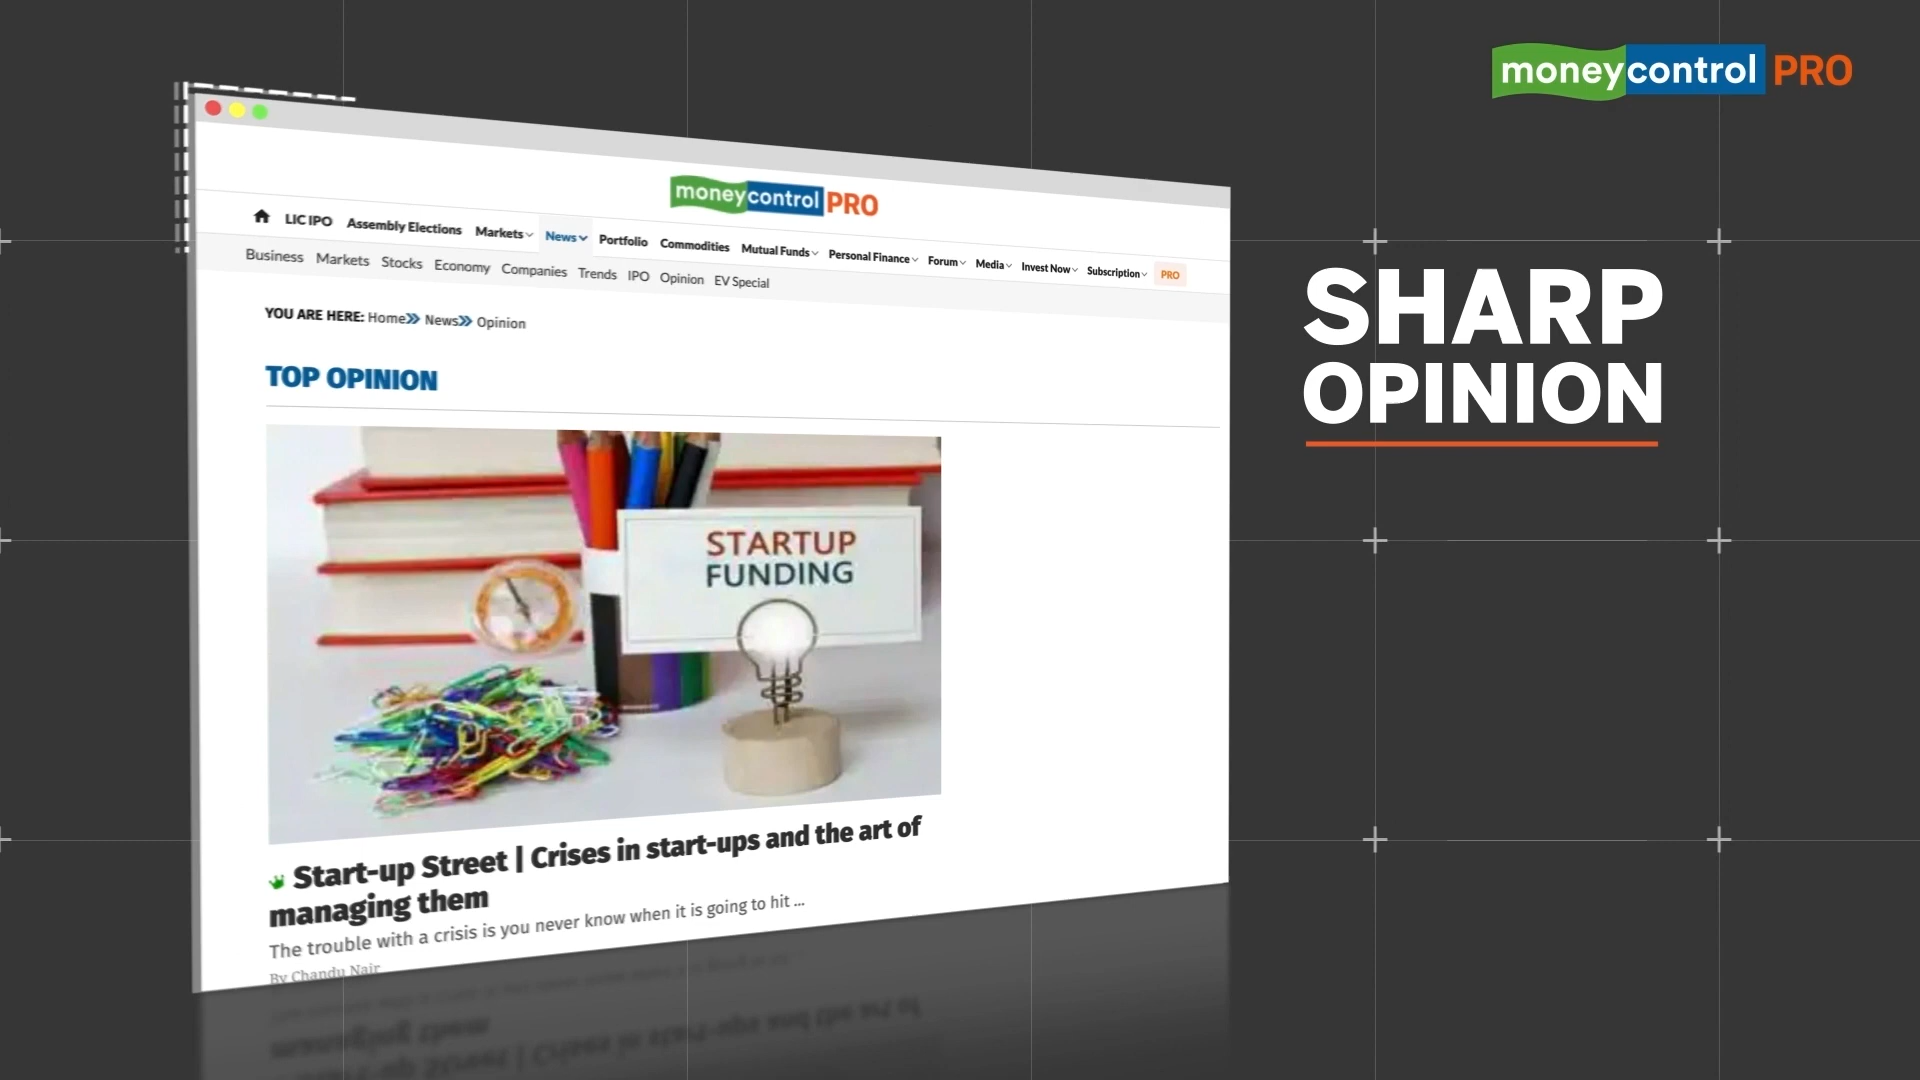 moneycontrol PRO
moneycontrol PRO
LIC IPO Assembly Elections Markets News Portfolio Commodities Mutual Funds Personal Finance Forum Media Invest Now Subscription PRO
Business Markets Stocks Economy Companies Trends IPO Opinion EV Special
YOU ARE HERE: Home News Opinion
TOP OPINION
STARTUP
FUNDING
Start-up Street | Crises in start-ups and the art of
managing them
The trouble with a crisis is you never know when it is going to hit ...
By Chandu Nair
SHARP
OPINION